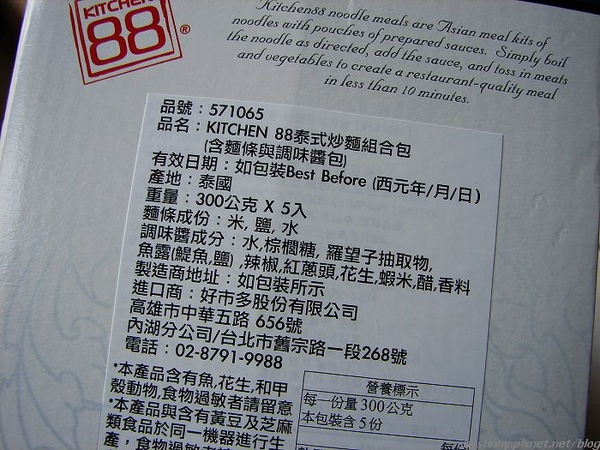 KITCHEN
88®
Kitchen88 noodle meals are Asian meal kits of
noodles with pouches of prepared sauces. Simply boil
the noodle as directed, add the sauce, and toss in meats
and vegetables to create a restaurant-quality meal
in less than 10 minutes.
品號：571065
品名：KITCHEN 88泰式炒麵組合包
(含麵條與調味醬包)
有效日期：如包裝Best Before (西元年/月/日)
產地：泰國
重量：300公克 X 5入
麵條成份：米, 鹽, 水
調味醬成分：水,棕櫚糖, 羅望子抽取物,
魚露(鯷魚,鹽) ,辣椒,紅蔥頭,花生,蝦米,醋,香料
製造商地址：如包裝所示
進口商：好市多股份有限公司
高雄市中華五路 656號
內湖分公司/台北市舊宗路一段268號
電話：02-8791-9988
*本產品含有魚,花生,和甲
殼動物,食物過敏者請留意
*本產品與含有黃豆及芝麻
類食品於同一機器進行生
產，食物過敏
營養標示
每一份量 300公克
本包裝含 5份
每份
.pixnet.net/blog